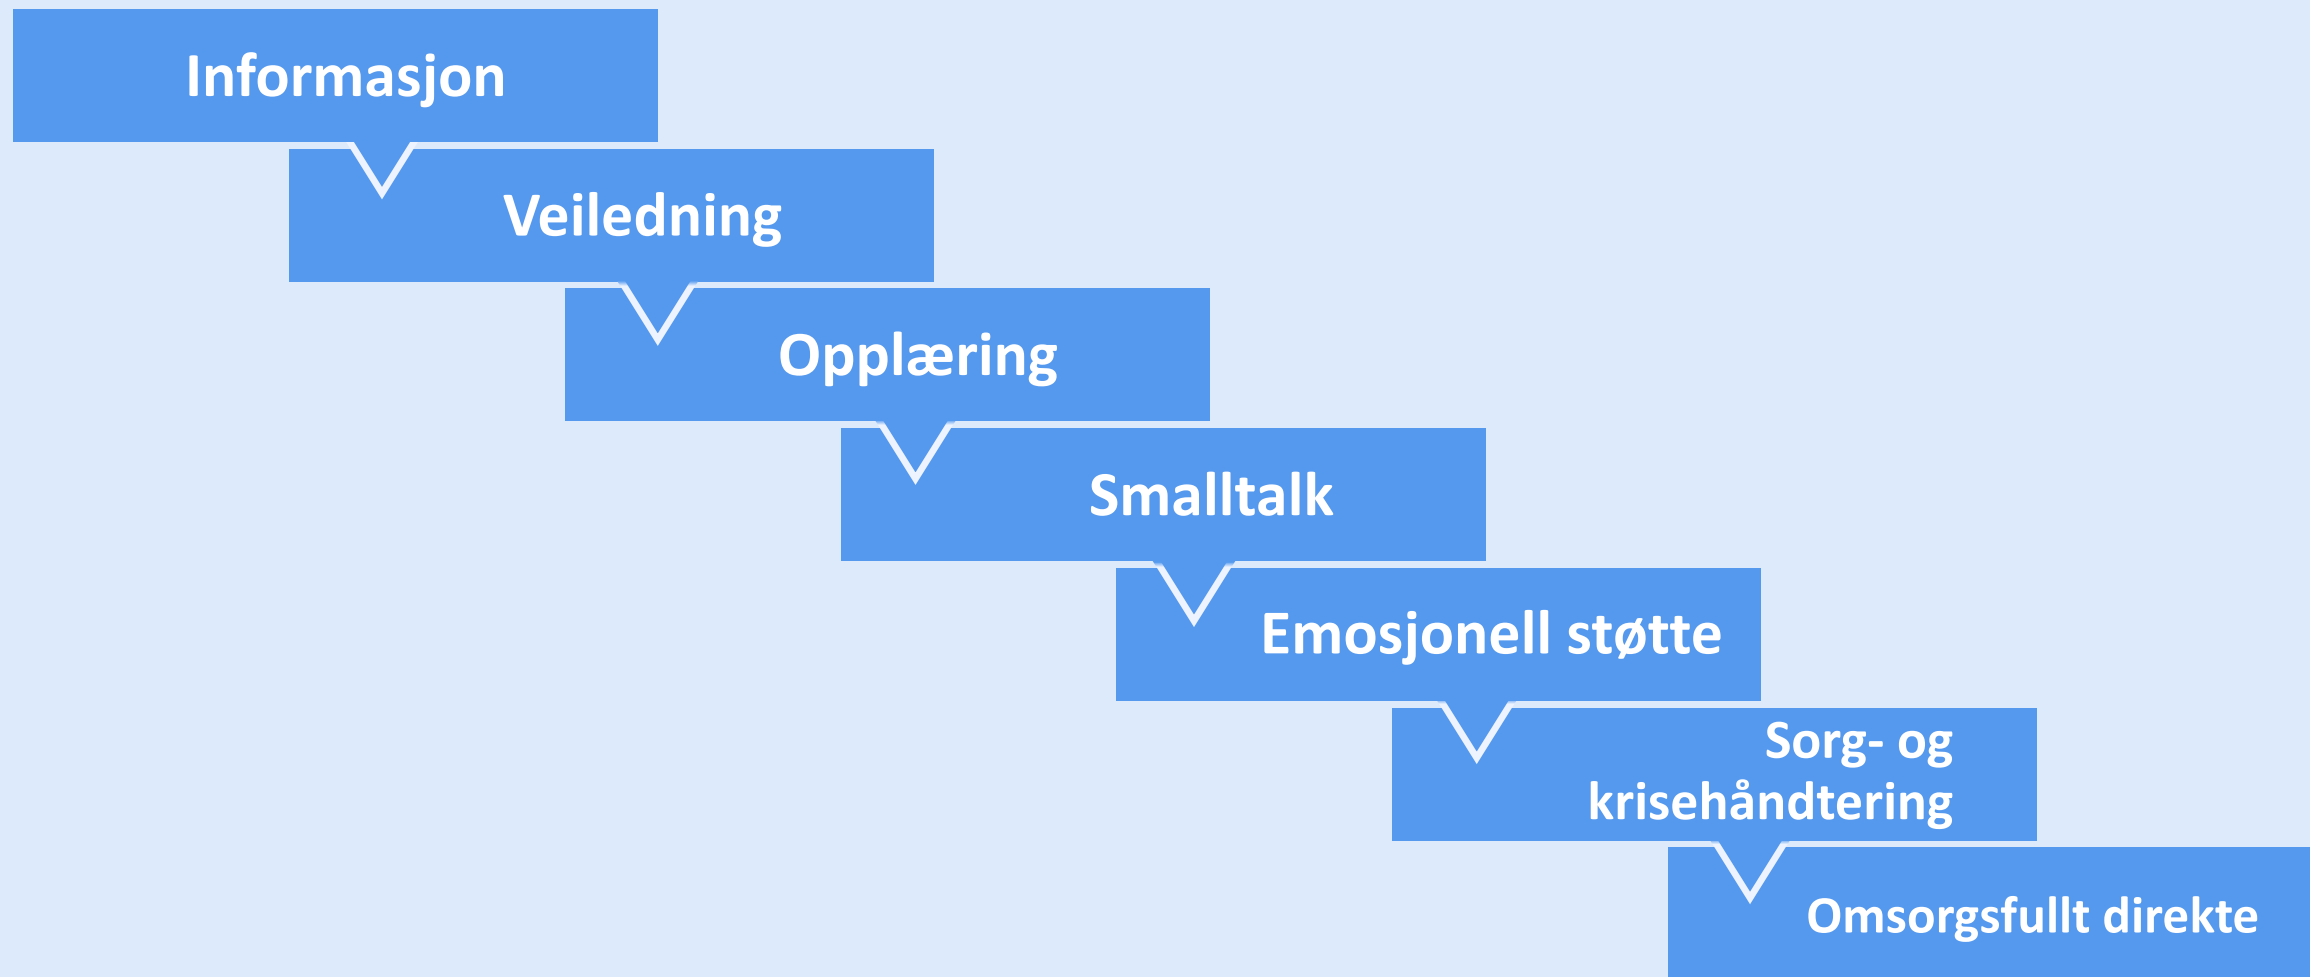 Informasjon
Veiledning
Opplæring
Smalltalk
Emosjonell støtte
Sorg- og
krisehåndtering
Omsorgsfullt direkte